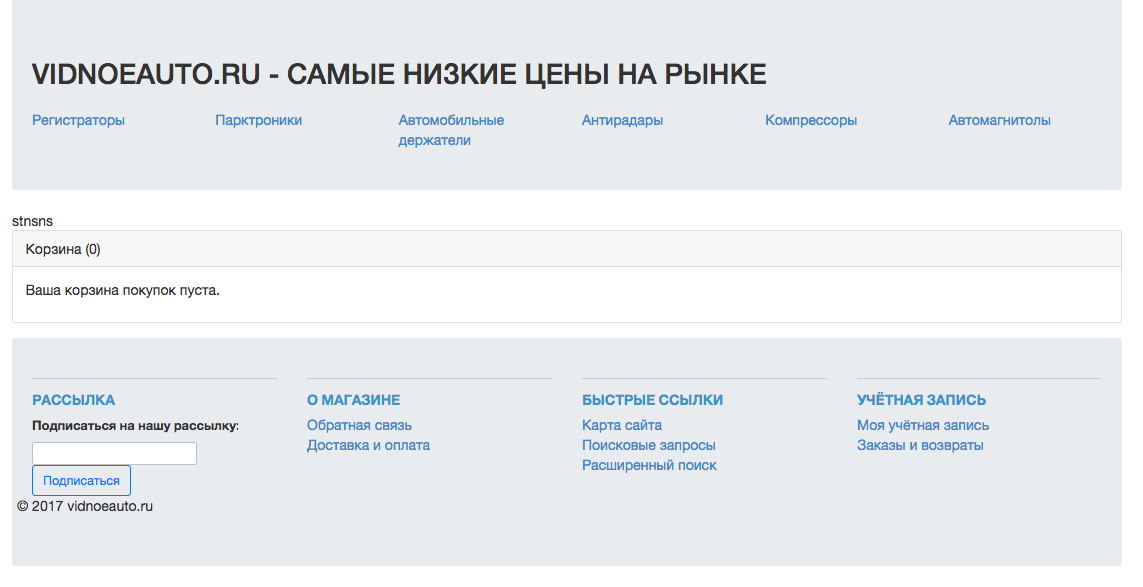 VIDNOEAUTO.RU - САМЫЕ НИЗКИЕ ЦЕНЫ НА РЫНКЕ
Регистраторы
Парктроники
Автомобильные
держатели
Антирадары
Компрессоры
Автомагнитолы
stnsns
Корзина (0)
Ваша корзина покупок пуста.
РАССЫЛКА
Подписаться на нашу рассылку:
Подписаться
О МАГАЗИНЕ
Обратная связь
Доставка и оплата
БЫСТРЫЕ ССЫЛКИ
Карта сайта
Поисковые запросы
Расширенный поиск
УЧЁТНАЯ ЗАПИСЬ
Моя учётная запись
Заказы и возвраты
© 2017 vidnoeauto.ru